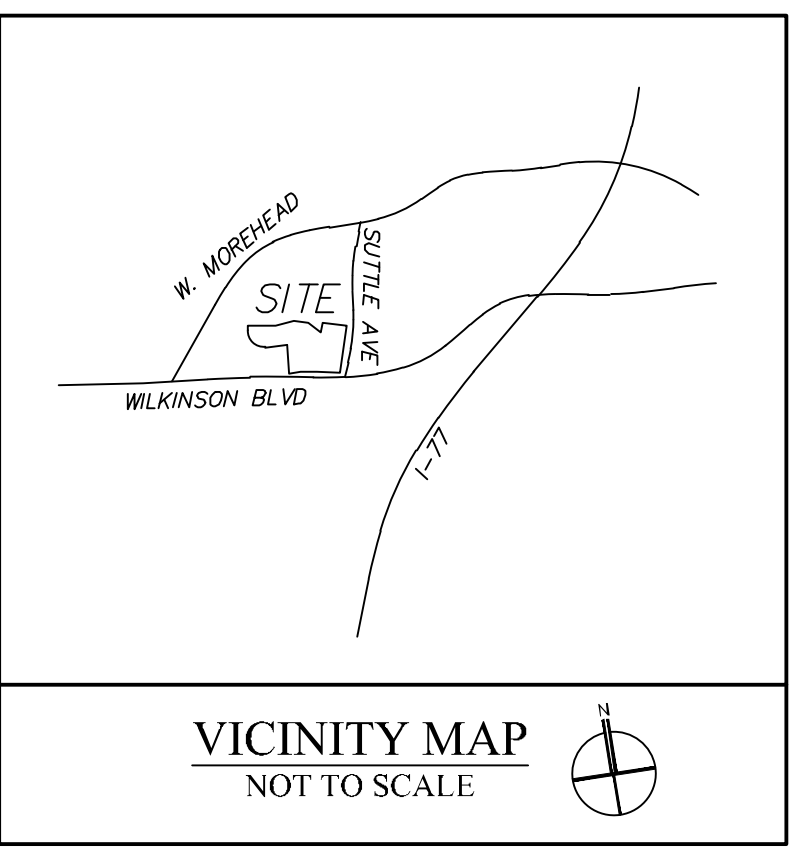 W. MOREHEAD
SUTTLE AVE
SITE
WILKINSON BLVD
I-77
VICINITY MAP
NOT TO SCALE
N